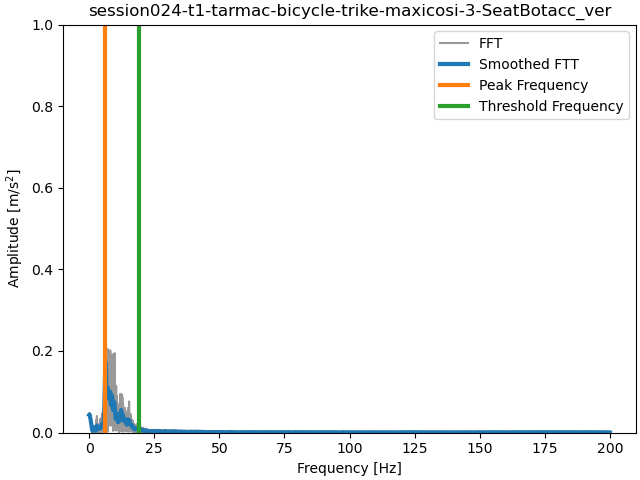 session024-t1-tarmac-bicycle-trike-maxicosi-3-SeatBotacc_ver
1.0
0.8
0.6
0.4
0.2
0.0
Amplitude [m/s²]
FFT
Smoothed FTT
Peak Frequency
Threshold Frequency
0 25 50 75 100 125 150 175 200
Frequency [Hz]